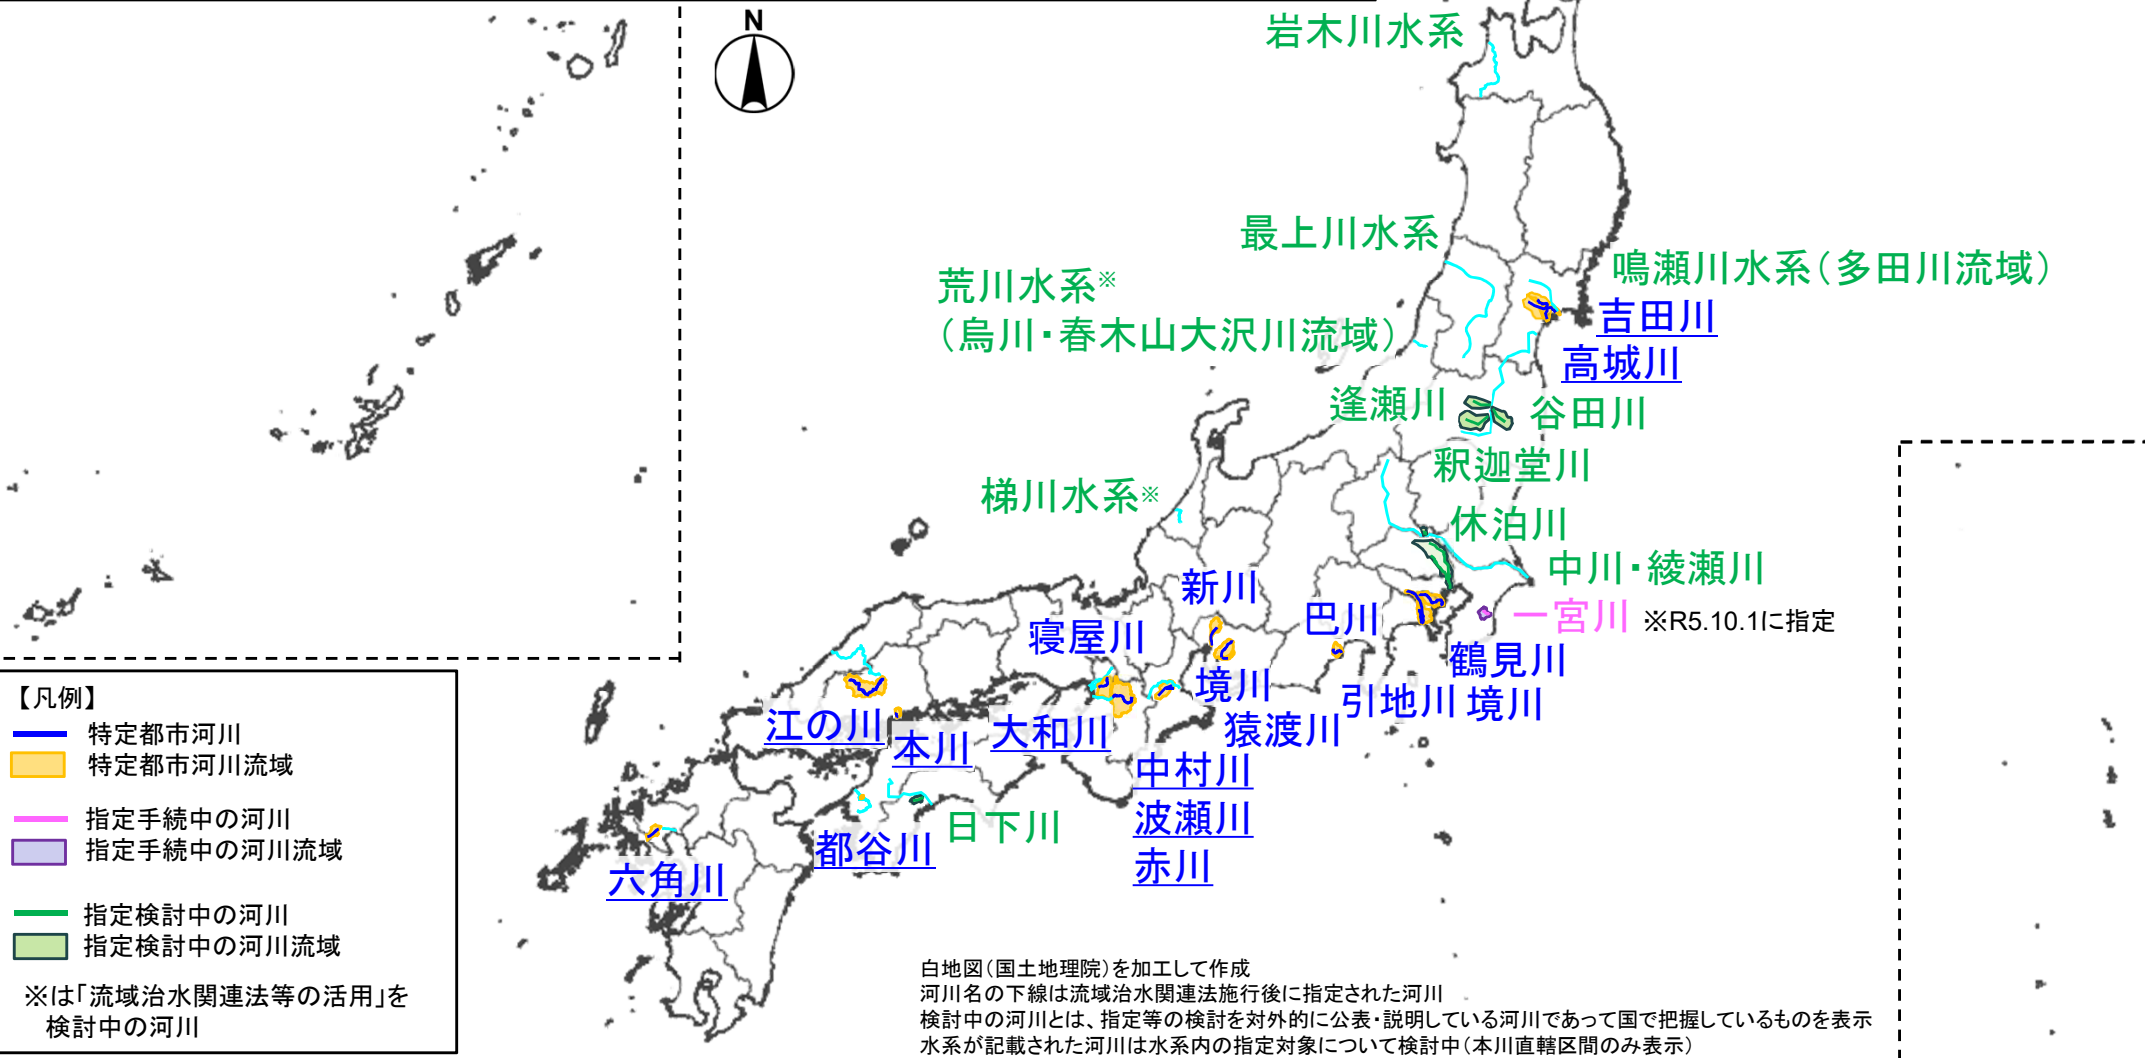 N
岩木川水系
最上川水系
鳴瀬川水系(多田川流域)
荒川水系※
(烏川・春木山大沢川流域)
吉田川
高城川
逢瀬川
谷田川
釈迦堂川
梯川水系※
休泊川
中川・綾瀬川
新川
巴川
一宮川 ※R5.10.1に指定
寝屋川
鶴見川
境川
引地川
境川
江の川
本川
大和川
猿渡川
中村川
波瀬川
赤川
日下川
都谷川
六角川
【凡例】
特定都市河川
特定都市河川流域
指定手続中の河川
指定手続中の河川流域
指定検討中の河川
指定検討中の河川流域
※は「流域治水関連法等の活用」を
検討中の河川
白地図(国土地理院)を加工して作成
河川名の下線は流域治水関連法施行後に指定された河川
検討中の河川とは、指定等の検討を対外的に公表・説明している河川であって国で把握しているものを表示
水系が記載された河川は水系内の指定対象について検討中(本川直轄区間のみ表示)